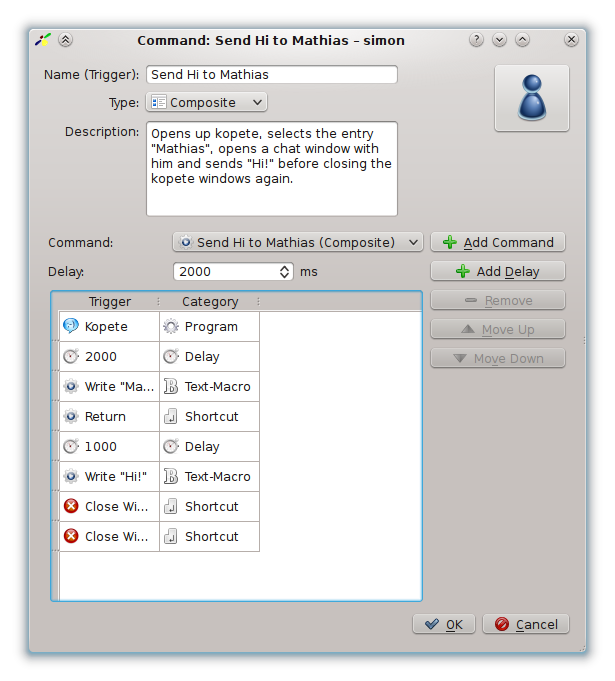 Command: Send Hi to Mathias – simon
Name (Trigger): Send Hi to Mathias
Type: Composite
Description: Opens up kopete, selects the entry
"Mathias", opens a chat window with
him and sends "Hi!" before closing the
kopete windows again.
Command: Send Hi to Mathias (Composite) Add Command
Delay: 2000 ms Add Delay
Trigger Category Remove
Kopete Program Move Up
2000 Delay Move Down
Write "Ma... Text-Macro
Return Shortcut
1000 Delay
Write "Hi!" Text-Macro
Close Wi... Shortcut
Close Wi... Shortcut
OK Cancel